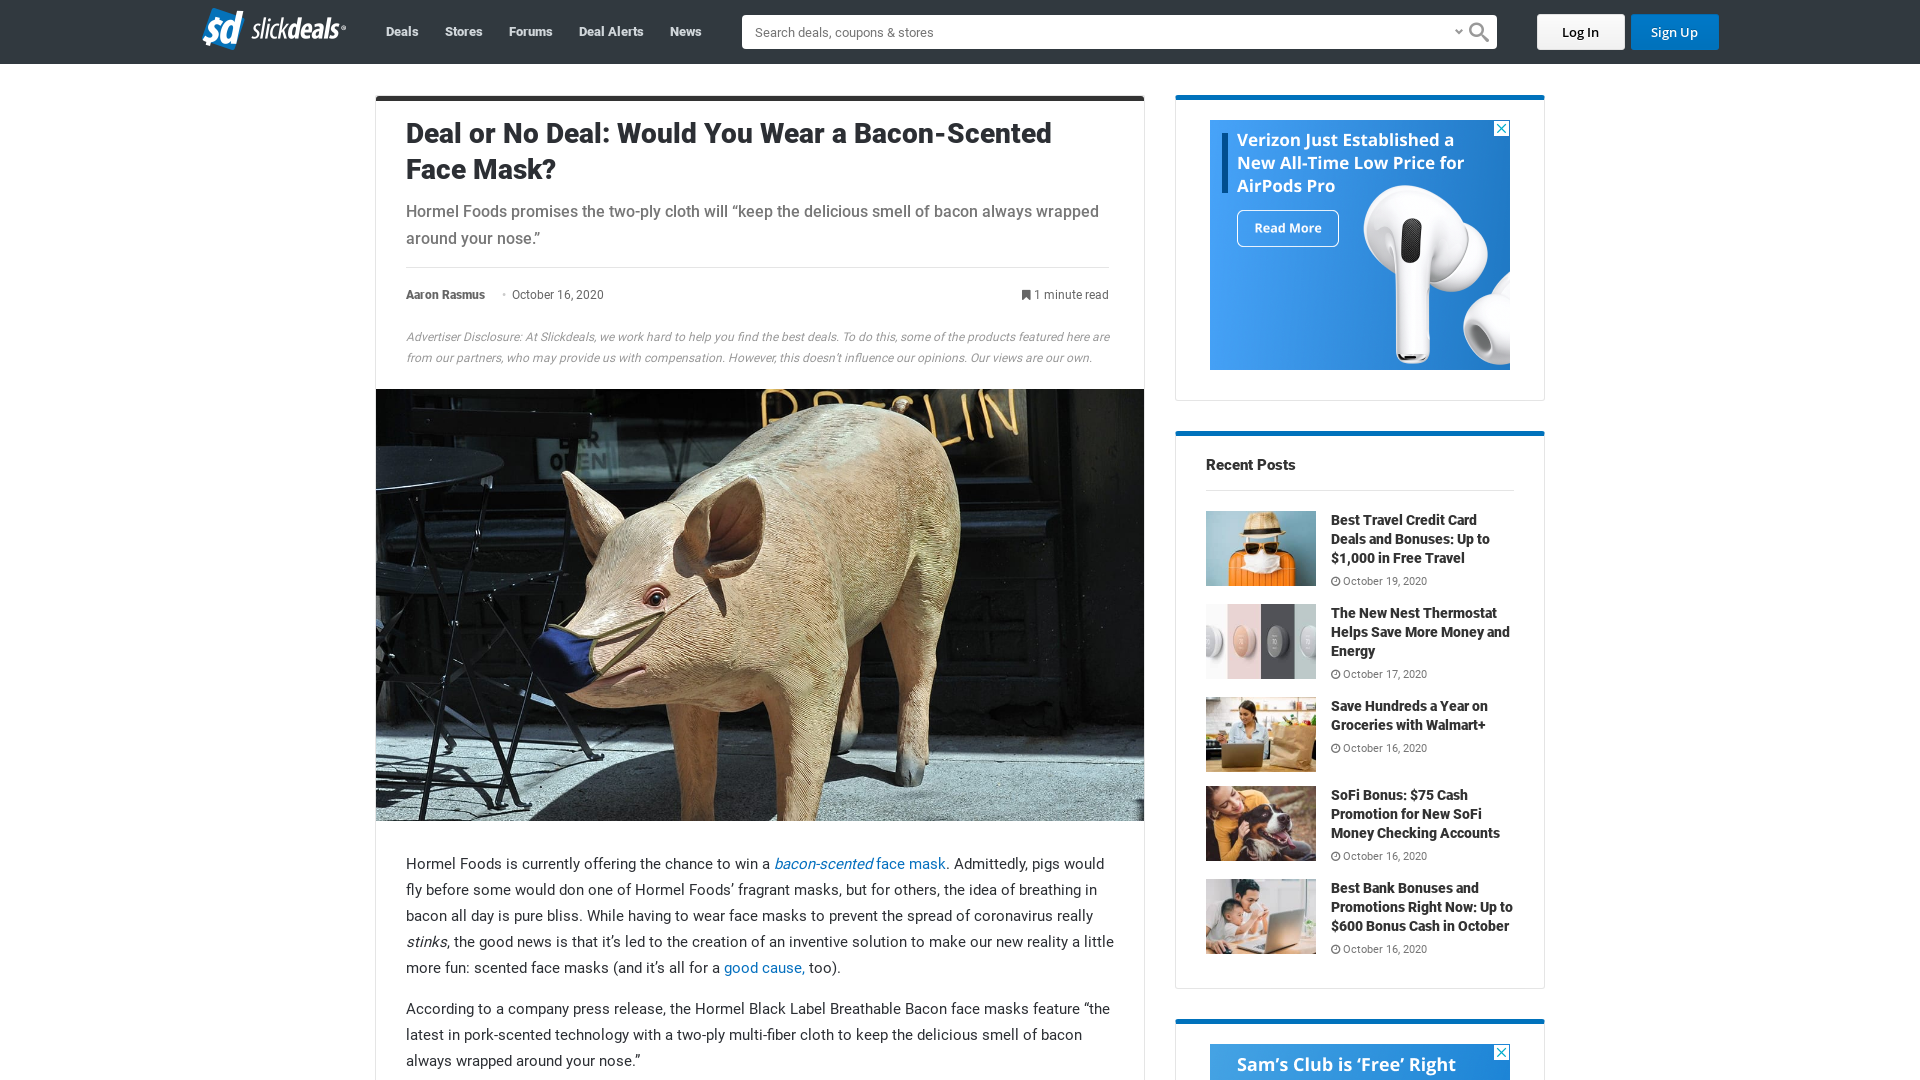 $d slickdeals
Deals
Stores
Forums
Deal Alerts
News
Search deals, coupons & stores
Log In
Sign Up
Deal or No Deal: Would You Wear a Bacon-Scented
Face Mask?
Hormel Foods promises the two-ply cloth will “keep the delicious smell of bacon always wrapped
around your nose.”
Aaron Rasmus • October 16, 2020
1 minute read
Advertiser Disclosure: At Slickdeals, we work hard to help you find the best deals. To do this, some of the products featured here are
from our partners, who may provide us with compensation. However, this doesn’t influence our opinions. Our views are our own.
BAR
OPEN
Hormel Foods is currently offering the chance to win a bacon-scented face mask. Admittedly, pigs would
fly before some would don one of Hormel Foods’ fragrant masks, but for others, the idea of breathing in
bacon all day is pure bliss. While having to wear face masks to prevent the spread of coronavirus really
stinks, the good news is that it’s led to the creation of an inventive solution to make our new reality a little
more fun: scented face masks (and it’s all for a good cause, too).
According to a company press release, the Hormel Black Label Breathable Bacon face masks feature “the
latest in pork-scented technology with a two-ply multi-fiber cloth to keep the delicious smell of bacon
always wrapped around your nose.”
Verizon Just Established a
New All-Time Low Price for
AirPods Pro
Read More
Recent Posts
Best Travel Credit Card
Deals and Bonuses: Up to
$1,000 in Free Travel
October 19, 2020
The New Nest Thermostat
Helps Save More Money and
Energy
October 17, 2020
Save Hundreds a Year on
Groceries with Walmart+
October 16, 2020
SoFi Bonus: $75 Cash
Promotion for New SoFi
Money Checking Accounts
October 16, 2020
Best Bank Bonuses and
Promotions Right Now: Up to
$600 Bonus Cash in October
October 16, 2020
Sam’s Club is ‘Free’ Right